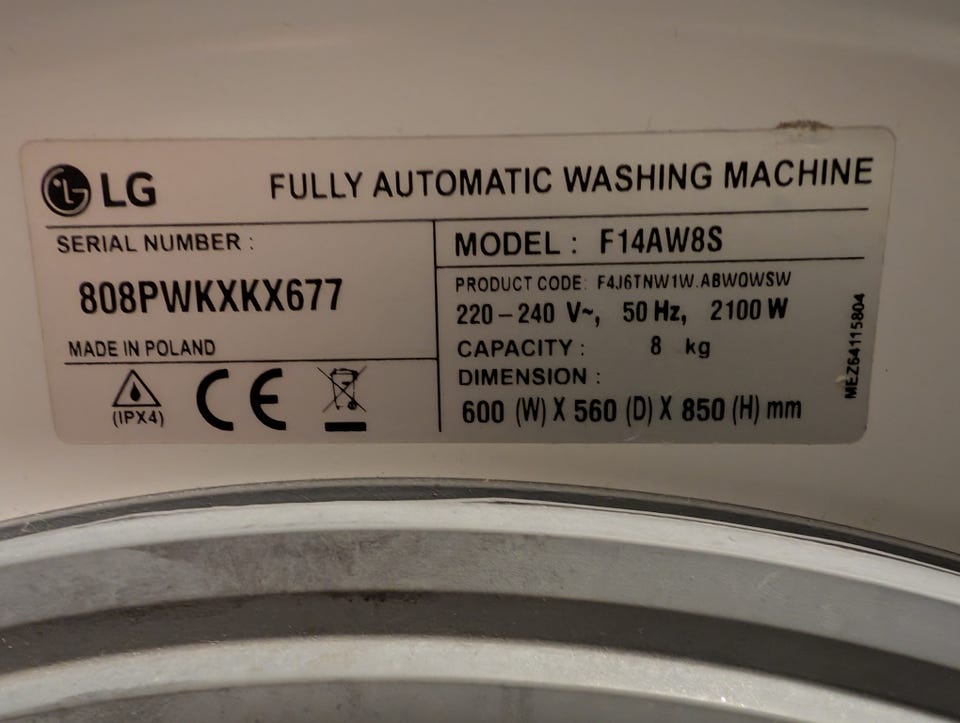 LG FULLY AUTOMATIC WASHING MACHINE
SERIAL NUMBER :
808PWKXKX677
MADE IN POLAND
(IPX4) CE
MODEL : F14AW8S
PRODUCT CODE: F4J6TNW1W.ABWQWSW
220-240 V~, 50 Hz, 2100 W
CAPACITY : 8 kg
DIMENSION :
600 (W) X 560 (D) X 850 (H) mm
MEZ64115804